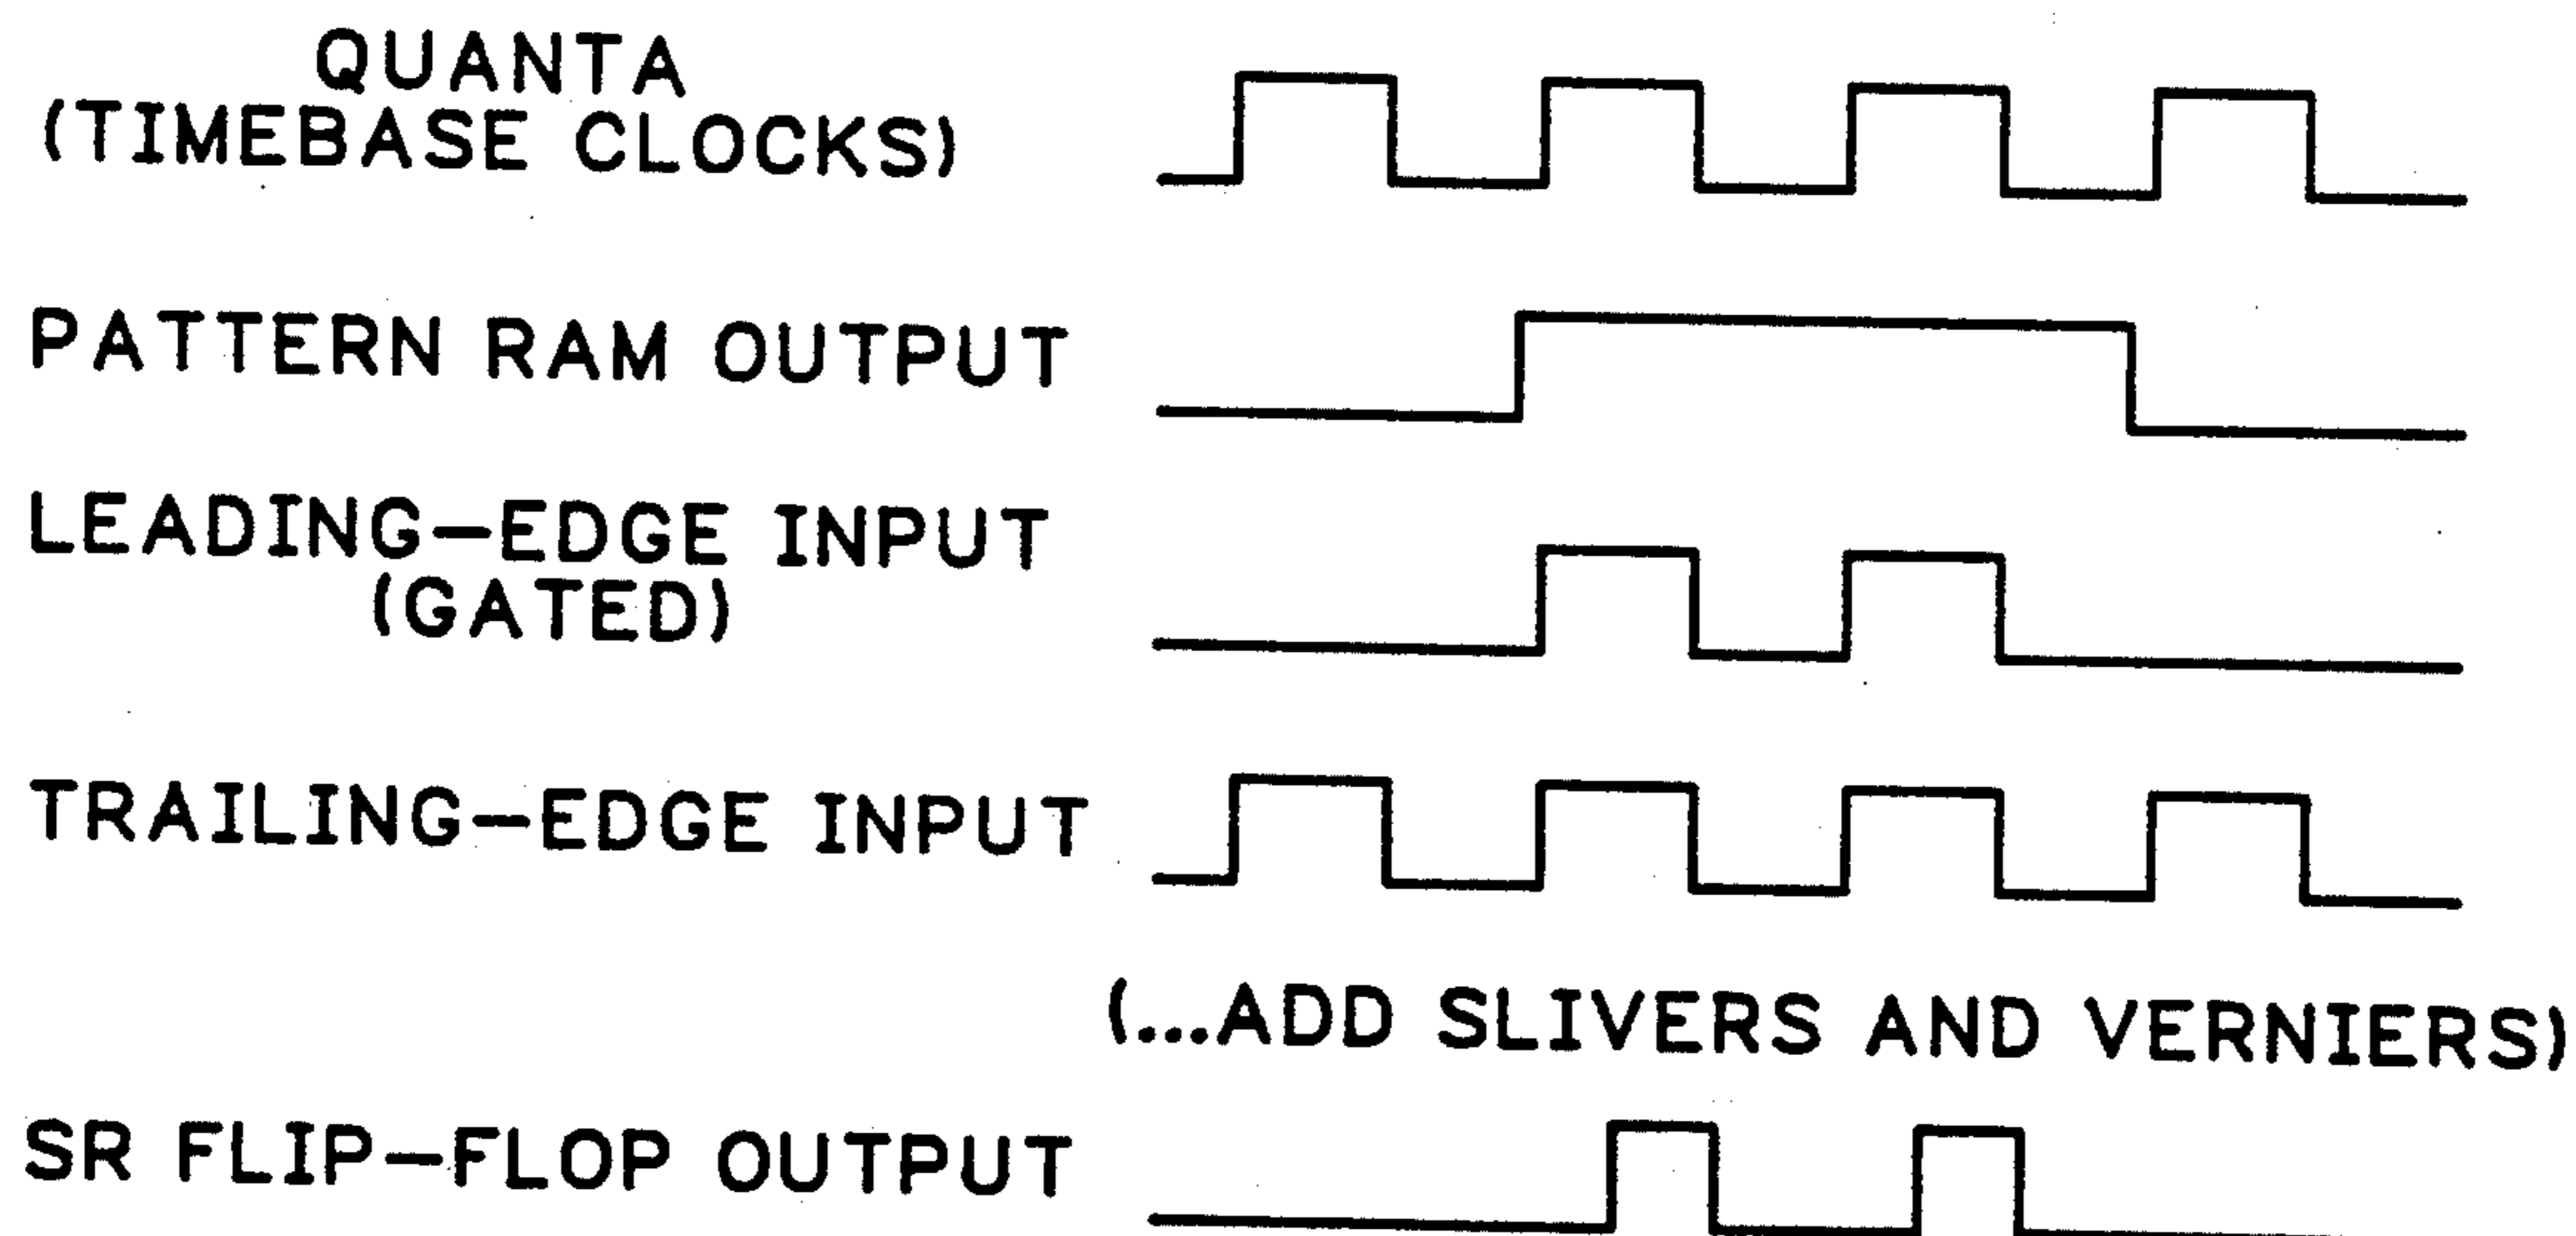 QUANTA
(TIMEBASE CLOCKS)
PATTERN RAM OUTPUT
LEADING-EDGE INPUT
(GATED)
TRAILING-EDGE INPUT
(...ADD SLIVERS AND VERNIERS)
SR FLIP-FLOP OUTPUT